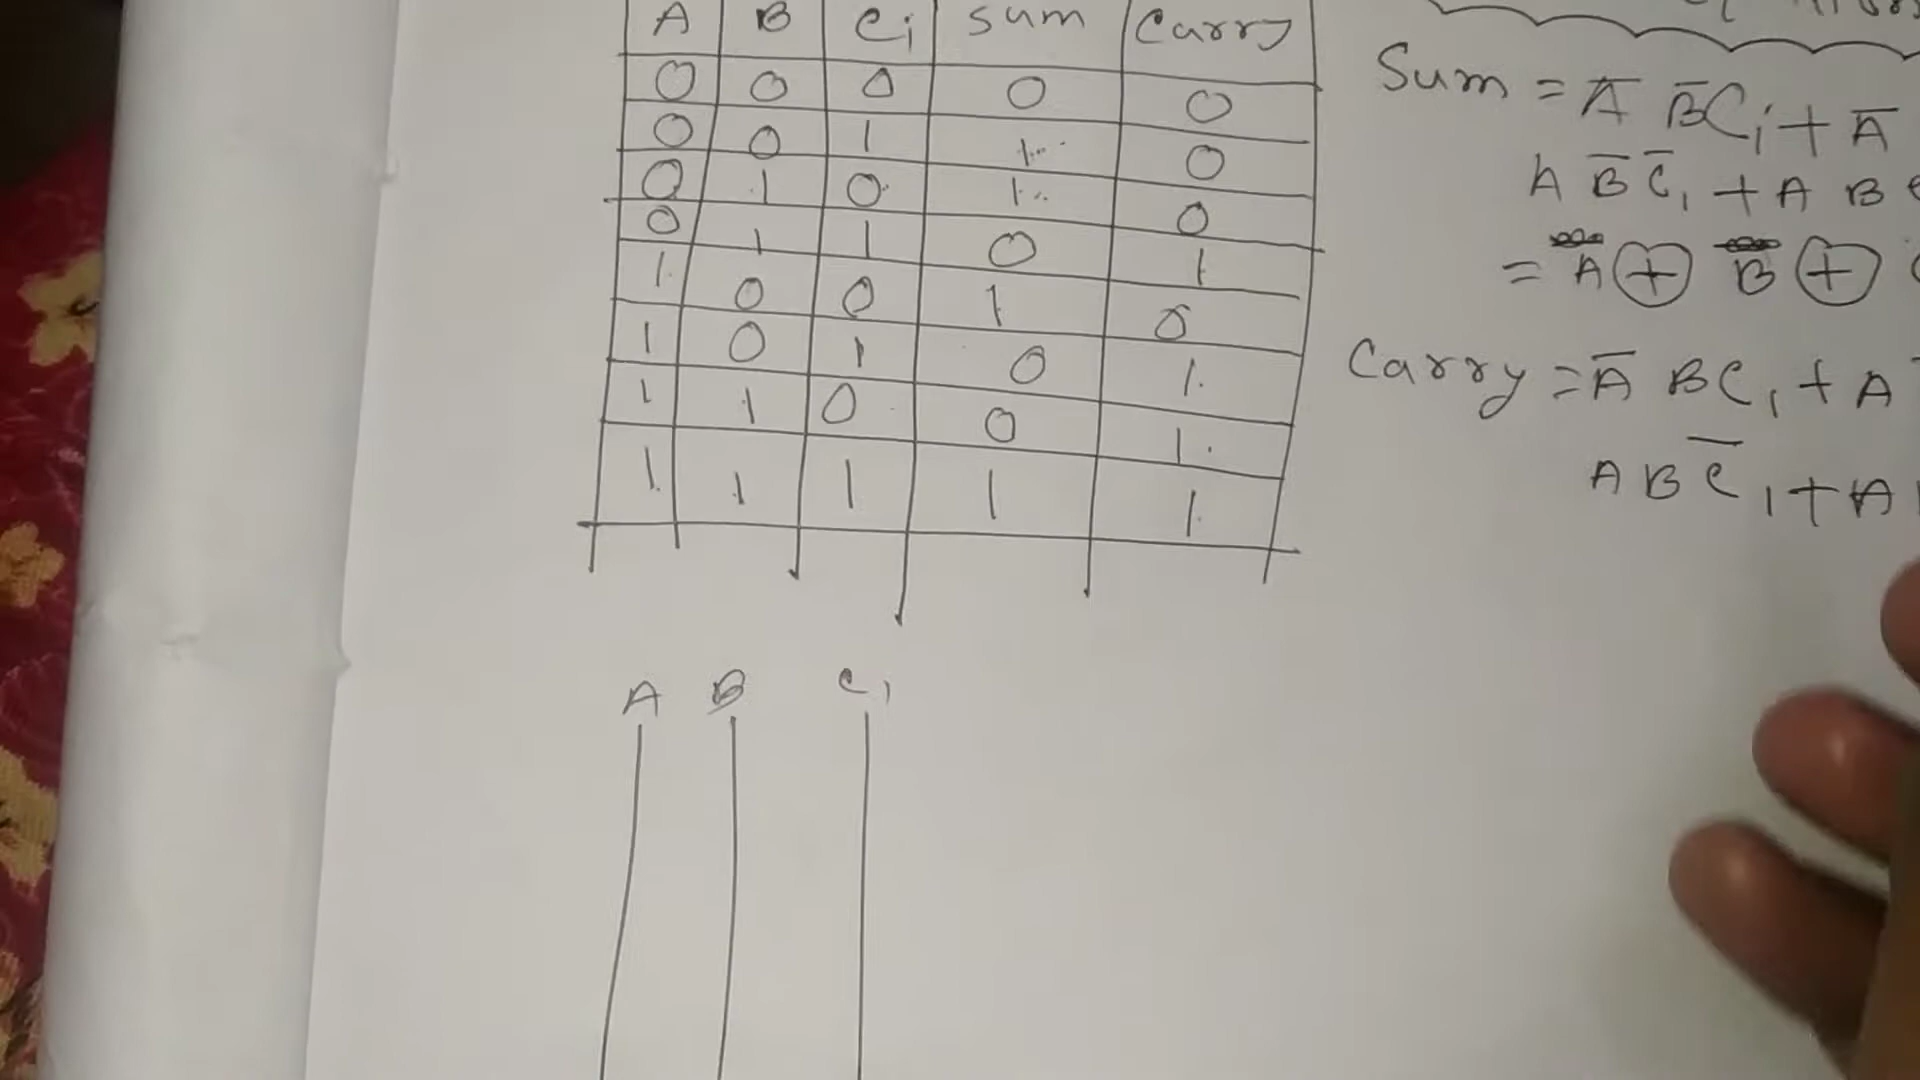 A B Ci Sum Carry
0 0 0 0 0
0 0 1 1 0
0 1 0 1 0
0 1 1 0 1
1 0 0 1 0
1 0 1 0 1
1 1 0 0 1
1 1 1 1 1
Sum = A̅ B̅Ci + A̅
A B̅ C̅i + A B
= A ⊕ B ⊕
Carry = A̅ BCi + A
A B C̅i + A
A B Ci